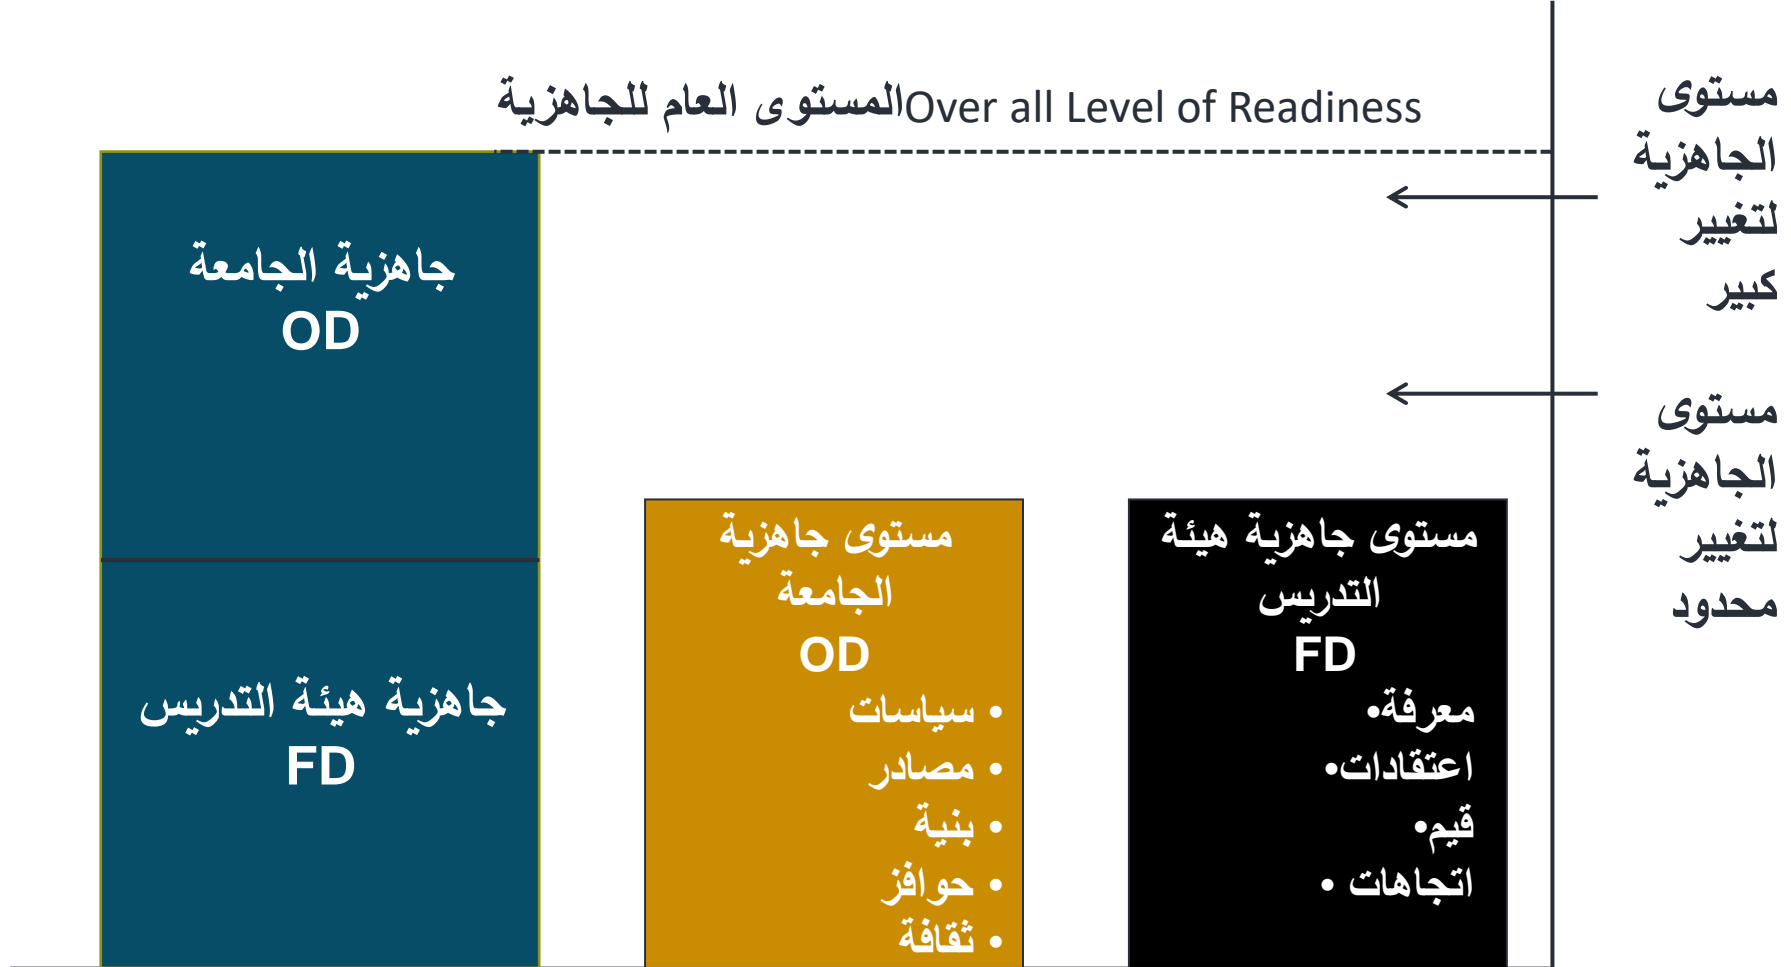 المستوى العام للجاهزيةOver all Level of Readiness
مستوى
الجاهزية
لتغيير
كبير
مستوى
الجاهزية
لتغيير
محدود
مستوى جاهزية هيئة
التدريس
FD
معرفة•
اعتقادات•
قيم•
اتجاهات •
مستوى جاهزية
الجامعة
OD
• سياسات
• مصادر
• بنية
• حوافز
• ثقافة
جاهزية الجامعة
OD
جاهزية هيئة التدريس
FD